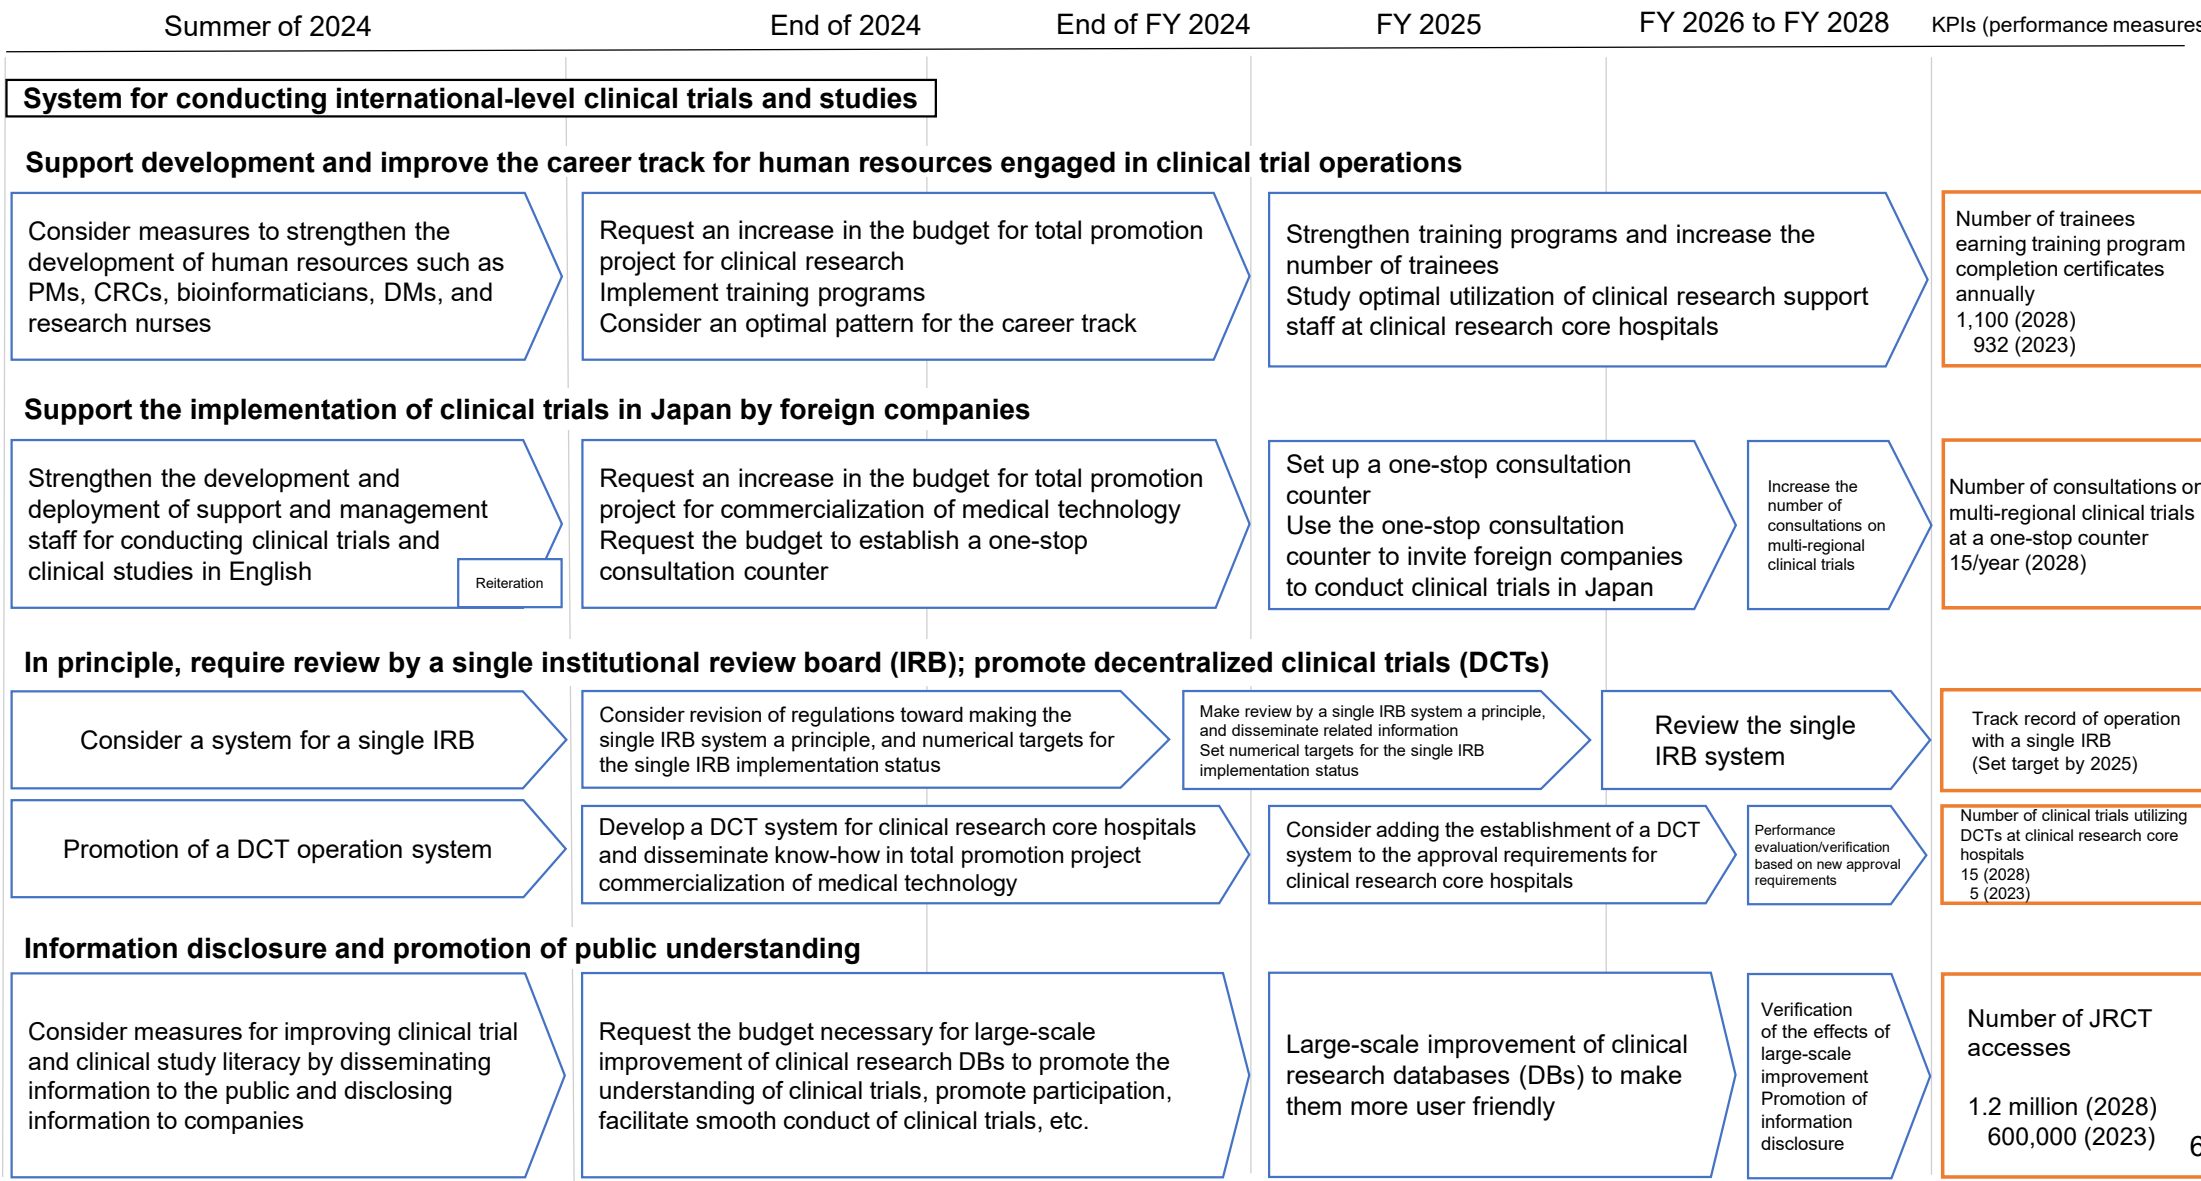 Summer of 2024
End of 2024
End of FY 2024
FY 2025
FY 2026 to FY 2028
KPIs (performance measures
System for conducting international-level clinical trials and studies
Support development and improve the career track for human resources engaged in clinical trial operations
Consider measures to strengthen the
development of human resources such as
PMs, CRCs, bioinformaticians, DMs, and
research nurses
Request an increase in the budget for total promotion
project for clinical research
Implement training programs
Consider an optimal pattern for the career track
Strengthen training programs and increase the
number of trainees
Study optimal utilization of clinical research support
staff at clinical research core hospitals
Number of trainees
earning training program
completion certificates
annually
1,100 (2028)
932 (2023)
Support the implementation of clinical trials in Japan by foreign companies
Strengthen the development and
deployment of support and management
staff for conducting clinical trials and
clinical studies in English
Reiteration
Request an increase in the budget for total promotion
project for commercialization of medical technology
Request the budget to establish a one-stop
consultation counter
Set up a one-stop consultation
counter
Use the one-stop consultation
counter to invite foreign companies
to conduct clinical trials in Japan
Increase the
number of
consultations on
multi-regional
clinical trials
Number of consultations on
multi-regional clinical trials
at a one-stop counter
15/year (2028)
In principle, require review by a single institutional review board (IRB); promote decentralized clinical trials (DCTs)
Consider a system for a single IRB
Consider revision of regulations toward making the
single IRB system a principle, and numerical targets for
the single IRB implementation status
Make review by a single IRB system a principle,
and disseminate related information
Set numerical targets for the single IRB
implementation status
Review the single
IRB system
Track record of operation
with a single IRB
(Set target by 2025)
Promotion of a DCT operation system
Develop a DCT system for clinical research core hospitals
and disseminate know-how in total promotion project
commercialization of medical technology
Consider adding the establishment of a DCT
system to the approval requirements for
clinical research core hospitals
Performance
evaluation/verification
based on new approval
requirements
Number of clinical trials utilizing
DCTs at clinical research core
hospitals
15 (2028)
5 (2023)
Information disclosure and promotion of public understanding
Consider measures for improving clinical trial
and clinical study literacy by disseminating
information to the public and disclosing
information to companies
Request the budget necessary for large-scale
improvement of clinical research DBs to promote the
understanding of clinical trials, promote participation,
facilitate smooth conduct of clinical trials, etc.
Large-scale improvement of clinical
research databases (DBs) to make
them more user friendly
Verification
of the effects of
large-scale
improvement
Promotion of
information
disclosure
Number of JRCT
accesses
1.2 million (2028)
600,000 (2023)
6